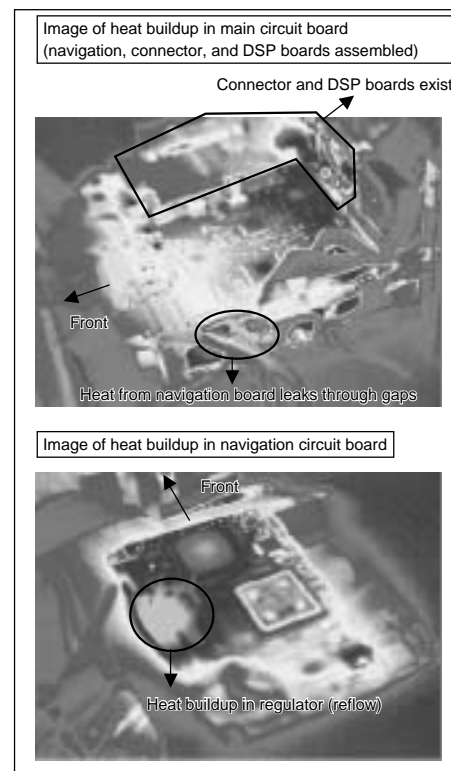 Image of heat buildup in main circuit board
(navigation, connector, and DSP boards assembled)
Connector and DSP boards exist
Front
Heat from navigation board leaks through gaps
Image of heat buildup in navigation circuit board
Front
Heat buildup in regulator (reflow)